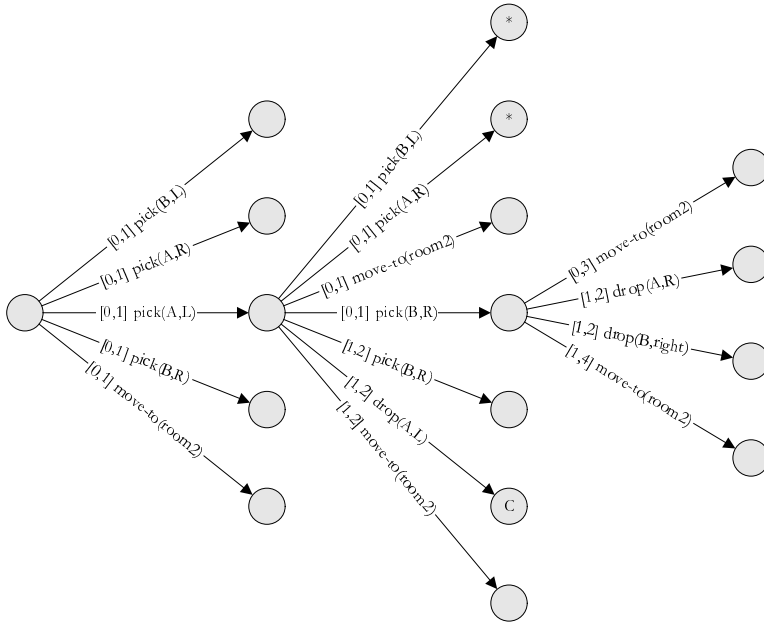 *
*
[0,1] pick(B,L)
[0,1] pick(A,R)
[0,1] pick(A,L)
[0,1] pick(B,R)
[0,1] move-to(room2)
[0,1] pick(B,L)
[0,1] pick(A,R)
[0,1] move-to(room2)
[0,1] pick(B,R)
[1,2] pick(B,R)
[1,2] drop(A,L)
[1,2] move-to(room2)
C
[0,3] move-to(room2)
[1,2] drop(A,R)
[1,2] drop(B,right)
[1,4] move-to(room2)